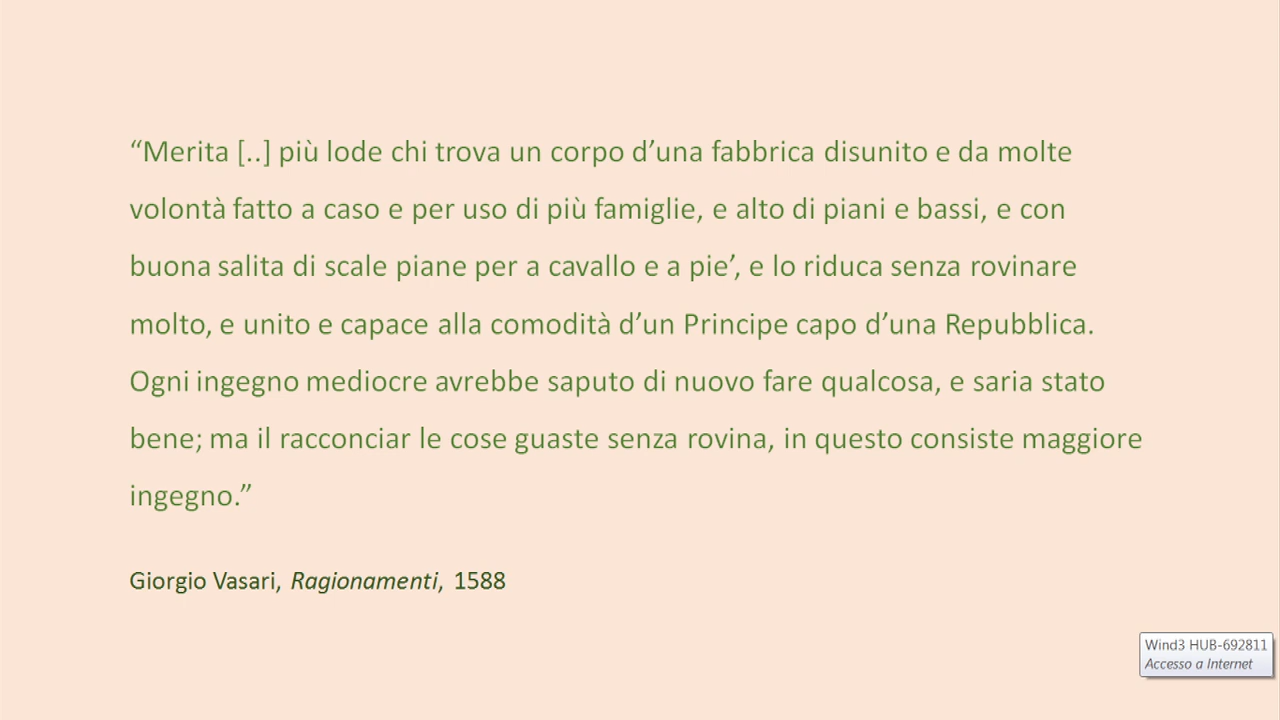 “Merita [..] più lode chi trova un corpo d’una fabbrica disunito e da molte
volontà fatto a caso e per uso di più famiglie, e alto di piani e bassi, e con
buona salita di scale piane per a cavallo e a pie’, e lo riduca senza rovinare
molto, e unito e capace alla comodità d’un Principe capo d’una Repubblica.
Ogni ingegno mediocre avrebbe saputo di nuovo fare qualcosa, e saria stato
bene; ma il racconciar le cose guaste senza rovina, in questo consiste maggiore
ingegno.”
Giorgio Vasari, Ragionamenti, 1588
Wind3 HUB-692811
Accesso a Internet